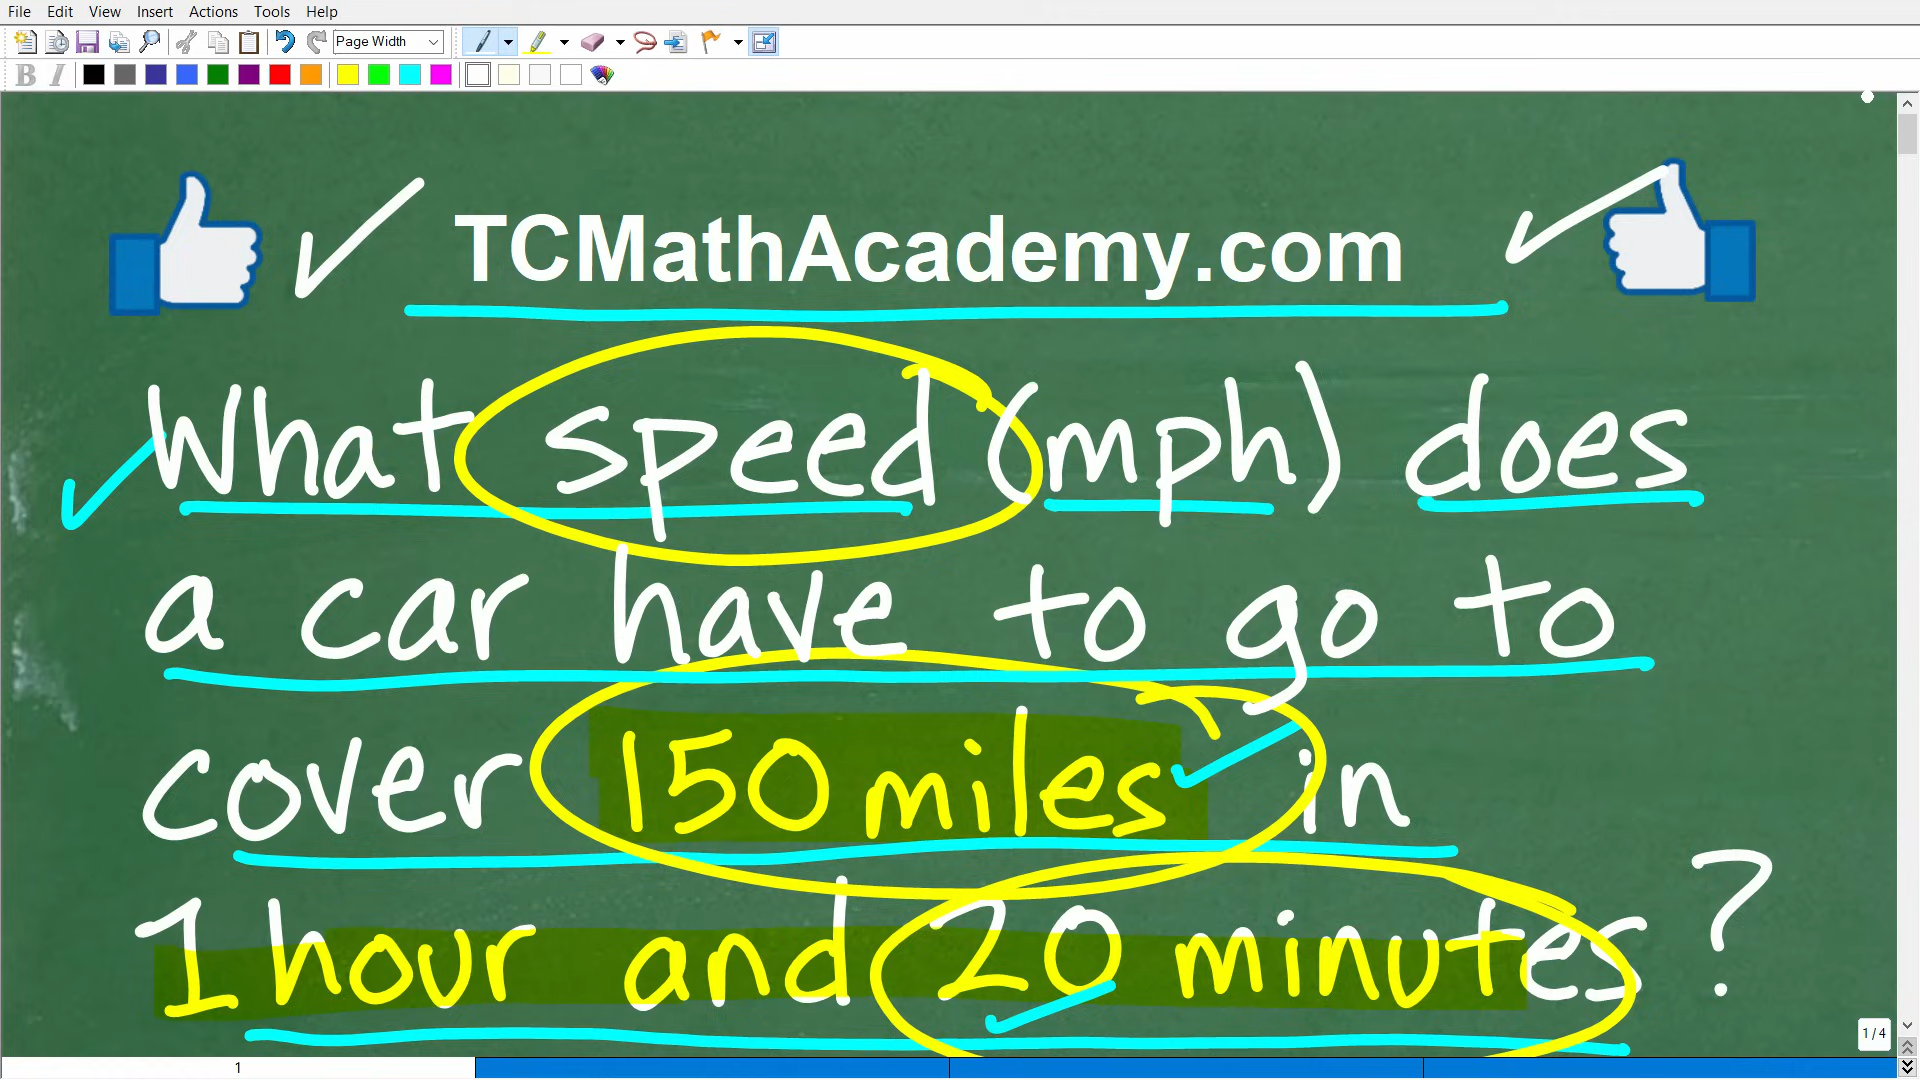 File Edit View Insert Actions Tools Help
Page Width
B I
TCMathAcademy.com
What speed (mph) does
a car have to go to
cover 150 miles in
1 hour and 20 minutes ?
1 / 4
1